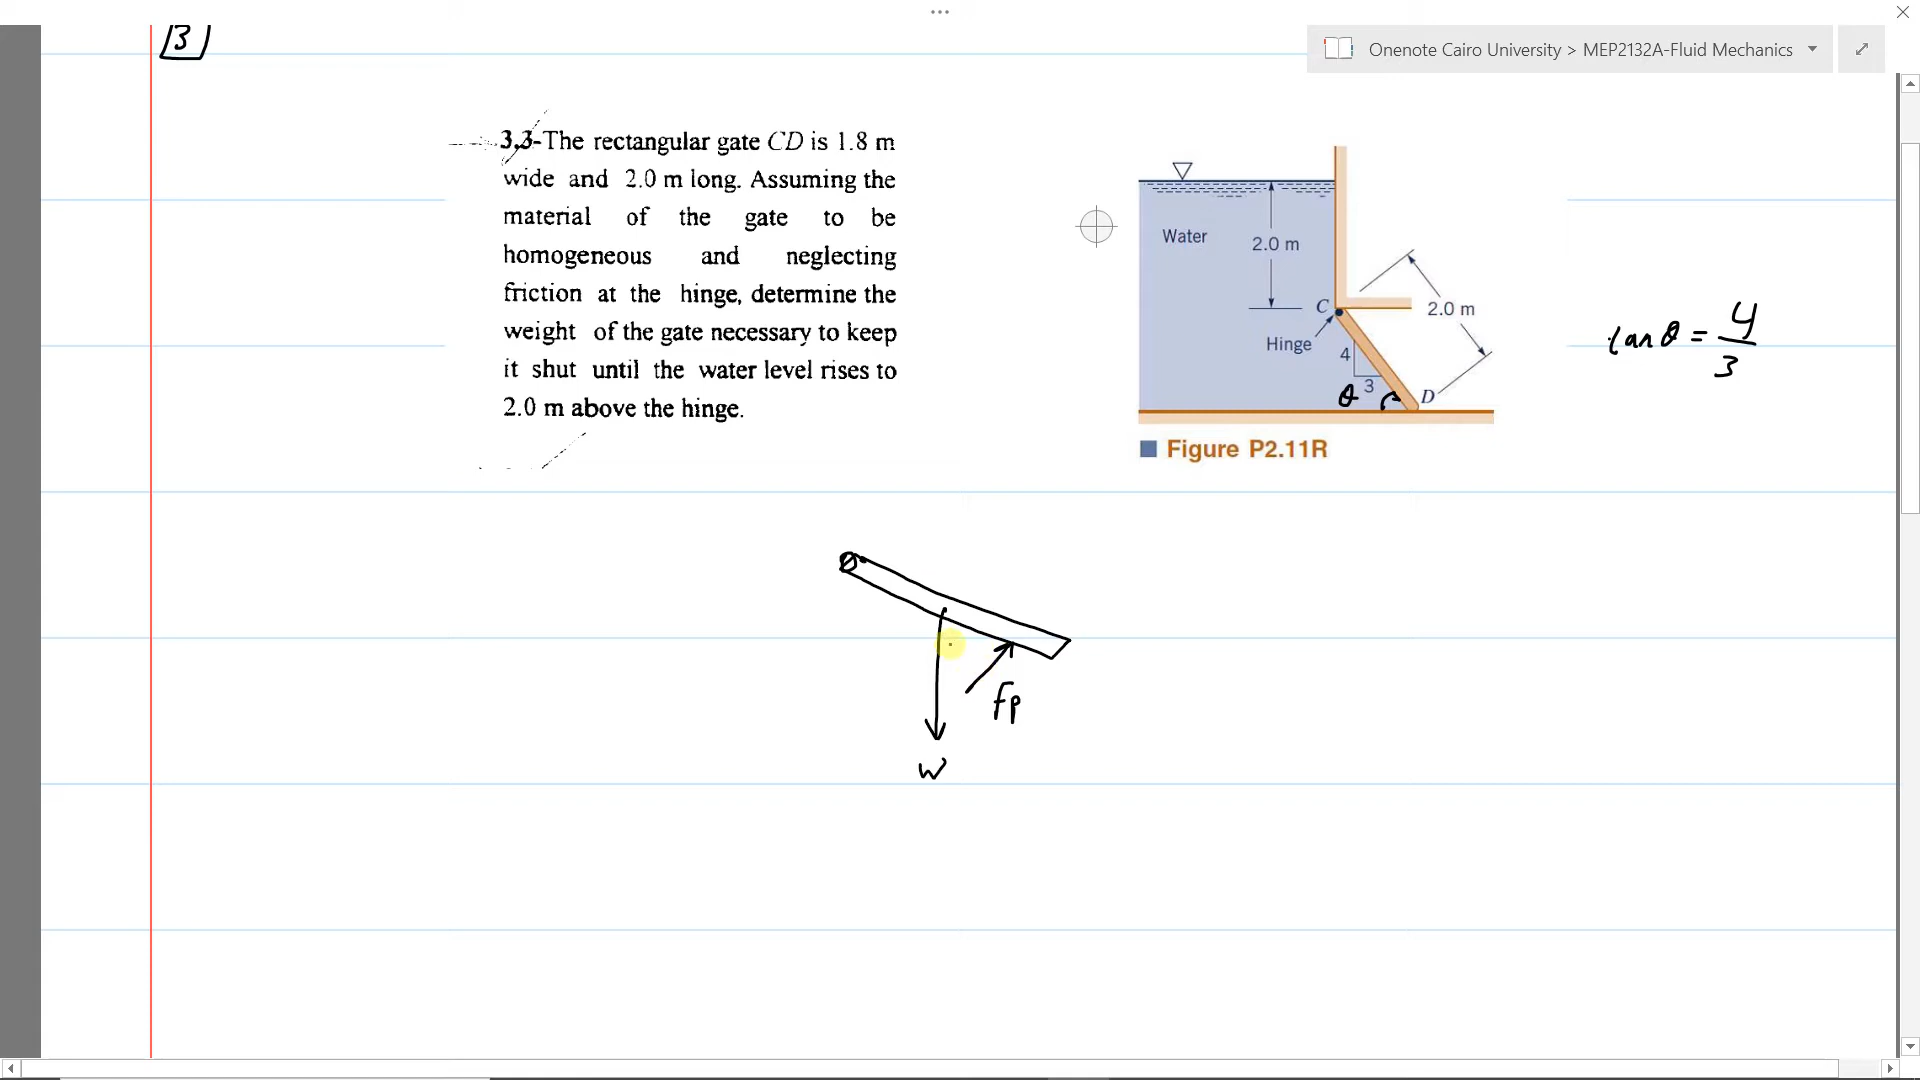 3
Onenote Cairo University > MEP2132A-Fluid Mechanics
3.3-The rectangular gate CD is 1.8 m
wide and 2.0 m long. Assuming the
material of the gate to be
homogeneous and neglecting
friction at the hinge, determine the
weight of the gate necessary to keep
it shut until the water level rises to
2.0 m above the hinge.
Water
2.0 m
C
Hinge
2.0 m
4
3
θ
D
Figure P2.11R
tan θ = 4/3
Fp
W